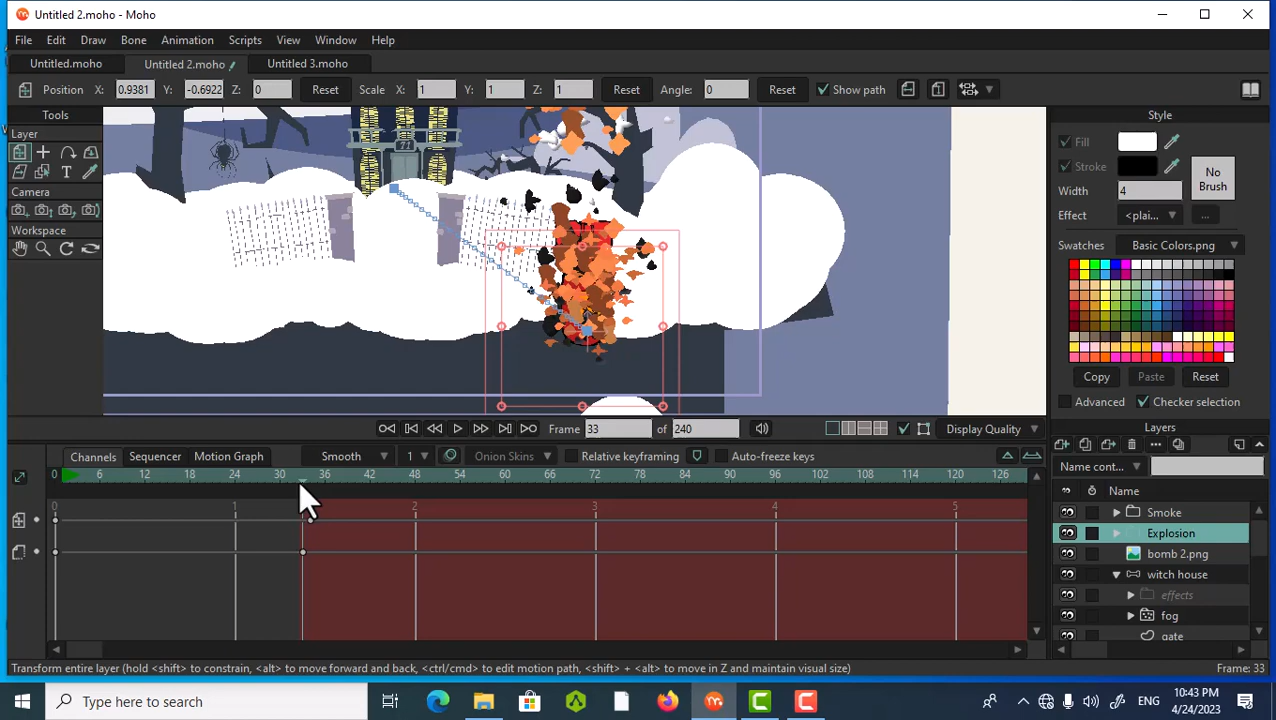 Untitled 2.moho - Moho
File Edit Draw Bone Animation Scripts View Window Help
Untitled.moho Untitled 2.moho Untitled 3.moho
Position X: 0.9381 Y: -0.6922 Z: 0 Reset Scale X: 1 Y: 1 Z: 1 Reset Angle: 0 Reset Show path
Tools
Layer
Camera
Workspace
71
Style
Fill
Stroke
No
Brush
Width 4
Effect <plai... ...
Swatches Basic Colors.png
Copy Paste Reset
Advanced Checker selection
Frame 33 of 240 Display Quality
Channels Sequencer Motion Graph Smooth 1 Onion Skins Relative keyframing Auto-freeze keys
0 6 12 18 24 30 36 42 48 54 60 66 72 78 84 90 96 102 108 114 120 126
0 1 2 3 4 5
Layers
Name cont...
Name
Smoke
Explosion
bomb 2.png
witch house
effects
fog
gate
Transform entire layer (hold <shift> to constrain, <alt> to move forward and back, <ctrl/cmd> to edit motion path, <shift> + <alt> to move in Z and maintain visual size) Frame: 33
Type here to search
ENG
10:43 PM
4/24/2023